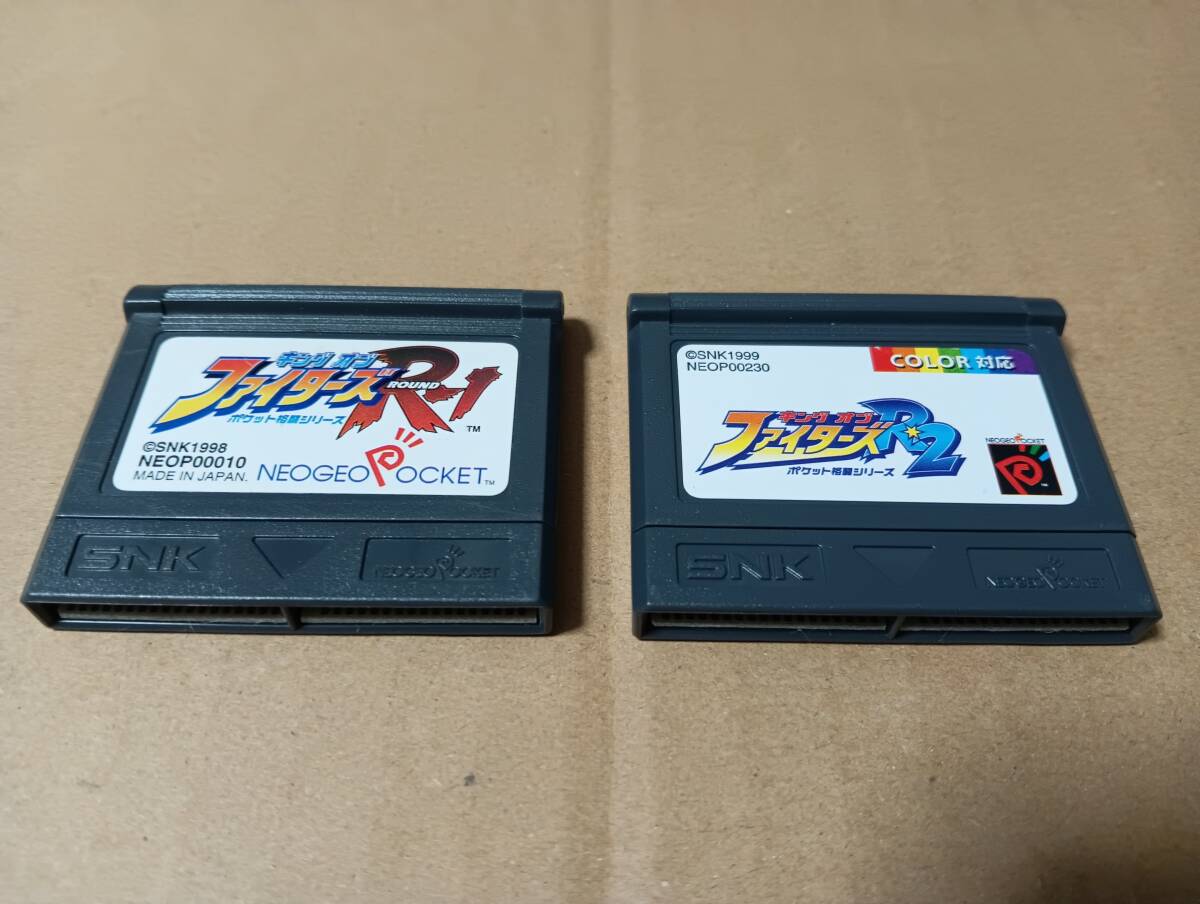 キング オブ
ファイターズ R-1
ROUND
ポケット格闘シリーズ
TM
©SNK1998
NEOP00010
MADE IN JAPAN.
NEOGEO POCKET TM
SNK
NEOGEO POCKET
©SNK1999
NEOP00230
COLOR 対応
キング オブ
ファイターズ R-2
ポケット格闘シリーズ
NEOGEO POCKET
TM
SNK
NEOGEO POCKET